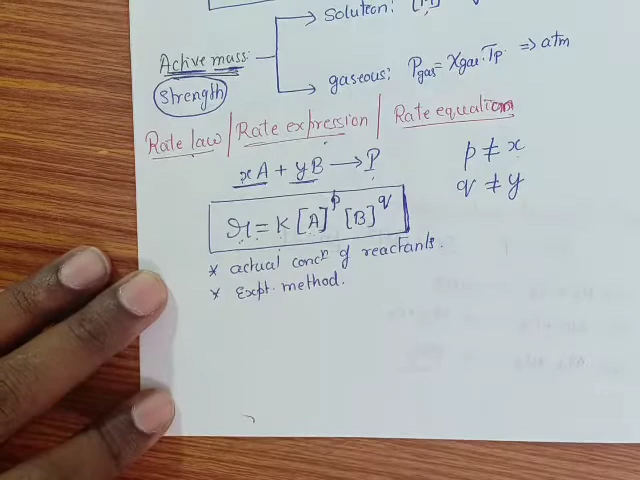 Solution: [M]
Active mass:
Strength
gaseous: Pgas = Xgas . Tp. => atm
Rate law / Rate expression | Rate equation
xA + yB → P
p ≠ x
q ≠ y
r = K [A]^p [B]^q
* actual concn of reactants.
* Expt. method.